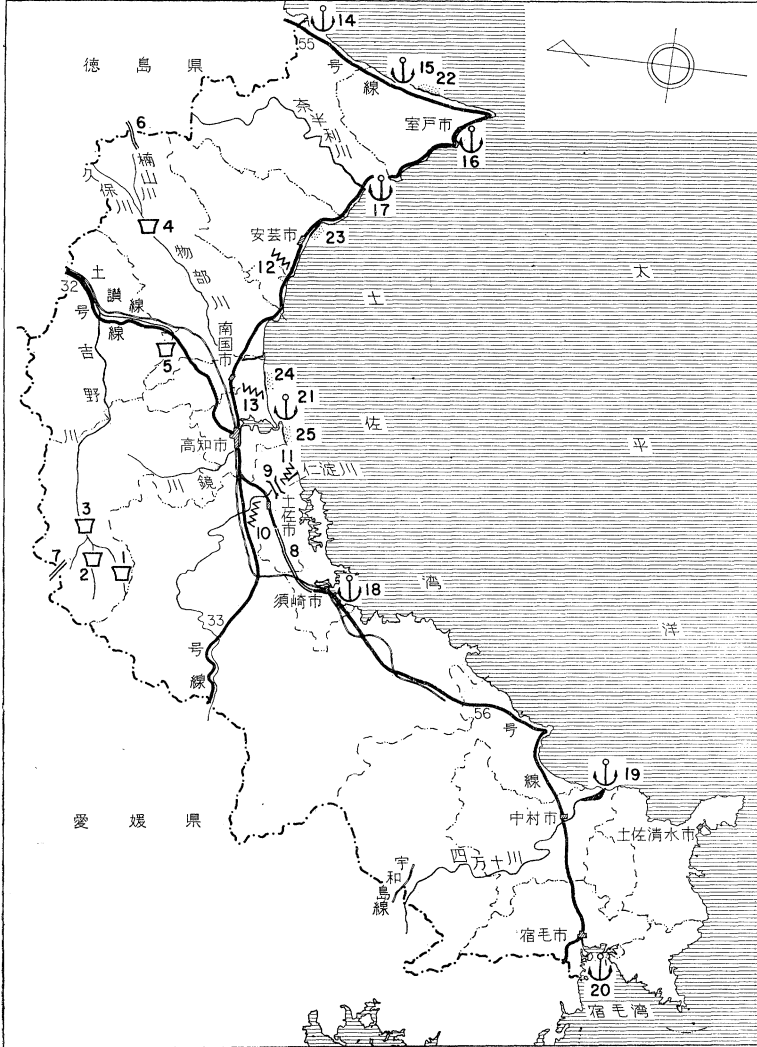 14
55
号
線
15
22
徳島県
奈半利川
室戸市
16
6
楠山川
久保川
17
4
安芸市
23
物部川
12
太平洋
土佐湾
32
号
線
土讃線
南国市
5
吉野川
24
13
21
高知市
25
11
仁淀川
9
鏡川
土佐市
3
10
7
2
1
8
18
須崎市
33
号
線
56
号
線
19
中村市
土佐清水市
愛媛県
四万十川
宇和島線
宿毛市
20
宿毛湾